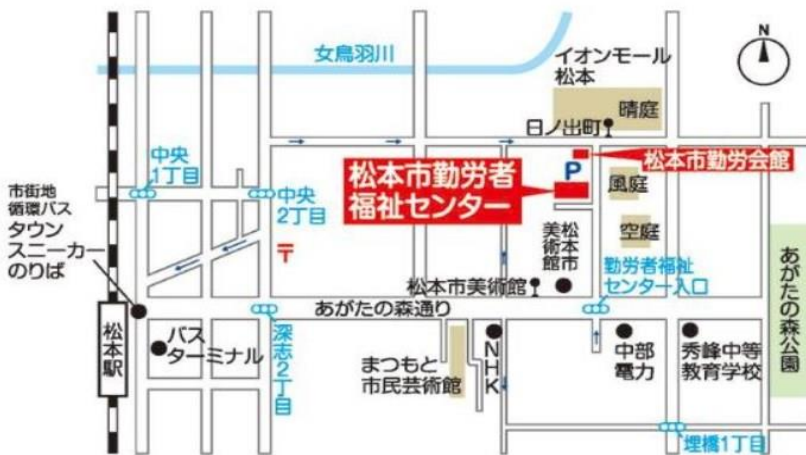 女鳥羽川
イオンモール
松本
晴庭
N
日ノ出町
中央
1丁目
市街地
循環バス
タウン
スニーカー
のりば
中央
2丁目
〒
松本市勤労者
福祉センター
P
松本市勤労会館
風庭
空庭
松本市
美術館
勤労者福祉
センター入口
松本市美術館
あがたの森通り
あがたの森公園
松本駅
バス
ターミナル
深志2丁目
まつもと
市民芸術館
NHK
中部
電力
秀峰中等
教育学校
埋橋1丁目